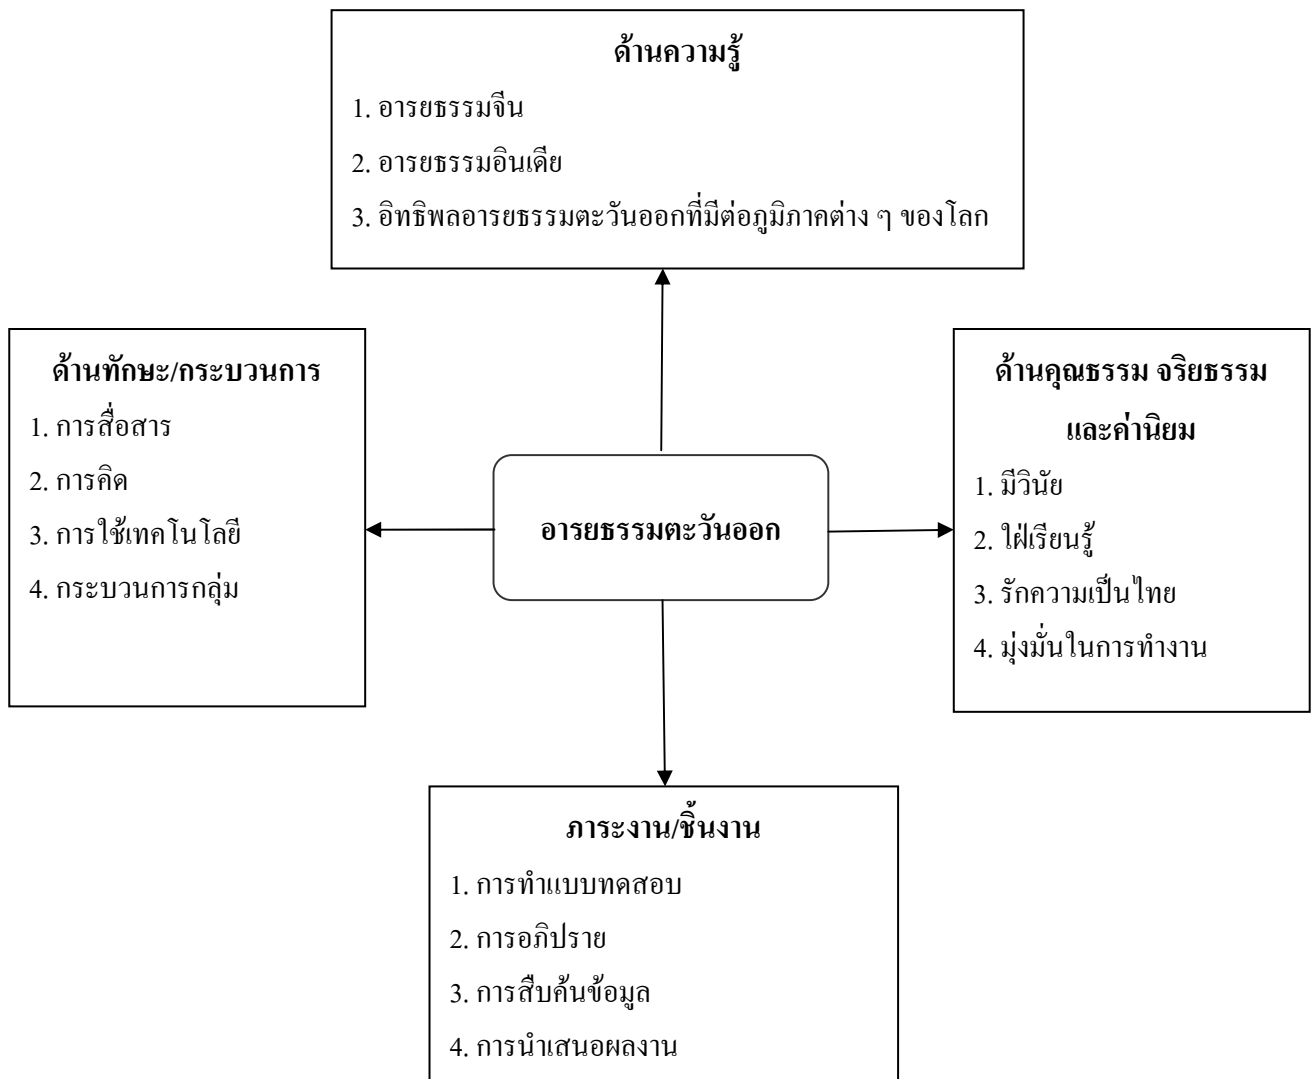 ด้านความรู้
1. อารยธรรมจีน
2. อารยธรรมอินเดีย
3. อิทธิพลอารยธรรมตะวันออกที่มีต่อภูมิภาคต่าง ๆ ของโลก
ด้านทักษะ/กระบวนการ
1. การสื่อสาร
2. การคิด
3. การใช้เทคโนโลยี
4. กระบวนการกลุ่ม
อารยธรรมตะวันออก
ด้านคุณธรรม จริยธรรม
และค่านิยม
1. มีวินัย
2. ใฝ่เรียนรู้
3. รักความเป็นไทย
4. มุ่งมั่นในการทำงาน
ภาระงาน/ชิ้นงาน
1. การทำแบบทดสอบ
2. การอภิปราย
3. การสืบค้นข้อมูล
4. การนำเสนอผลงาน